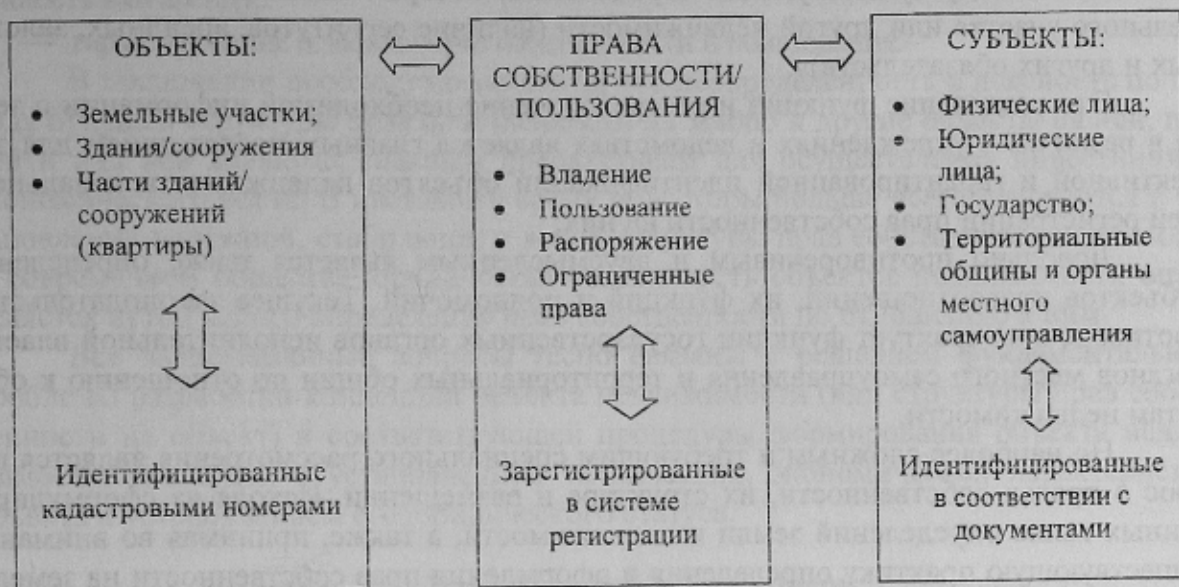 ОБЪЕКТЫ:
• Земельные участки;
• Здания/сооружения
• Части зданий/
сооружений
(квартиры)
Идентифицированные
кадастровыми номерами
ПРАВА
СОБСТВЕННОСТИ/
ПОЛЬЗОВАНИЯ
• Владение
• Пользование
• Распоряжение
• Ограниченные
права
Зарегистрированные
в системе
регистрации
СУБЪЕКТЫ:
• Физические лица;
• Юридические
лица,
• Государство;
• Территориальные
общины и органы
местного
самоуправления
Идентифицированные
в соответствии с
документами